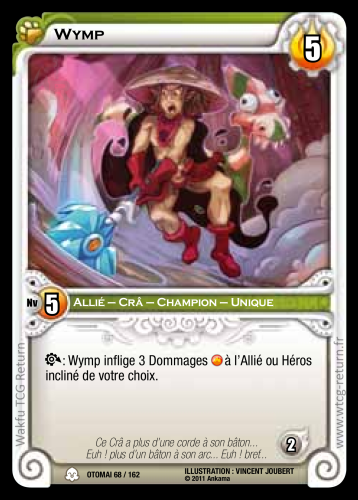 Wymp
5
Nv 5 Allié – Crâ – Champion – Unique
: Wymp inflige 3 Dommages à l'Allié ou Héros
incliné de votre choix.
Wakfu TCG Return
www.wtcg-return.fr
Ce Crâ a plus d'une corde à son bâton...
Euh ! plus d'un bâton à son arc... Euh ! bref...
2
OTOMAI 68 / 162
ILLUSTRATION : VINCENT JOUBERT
© 2011 Ankama